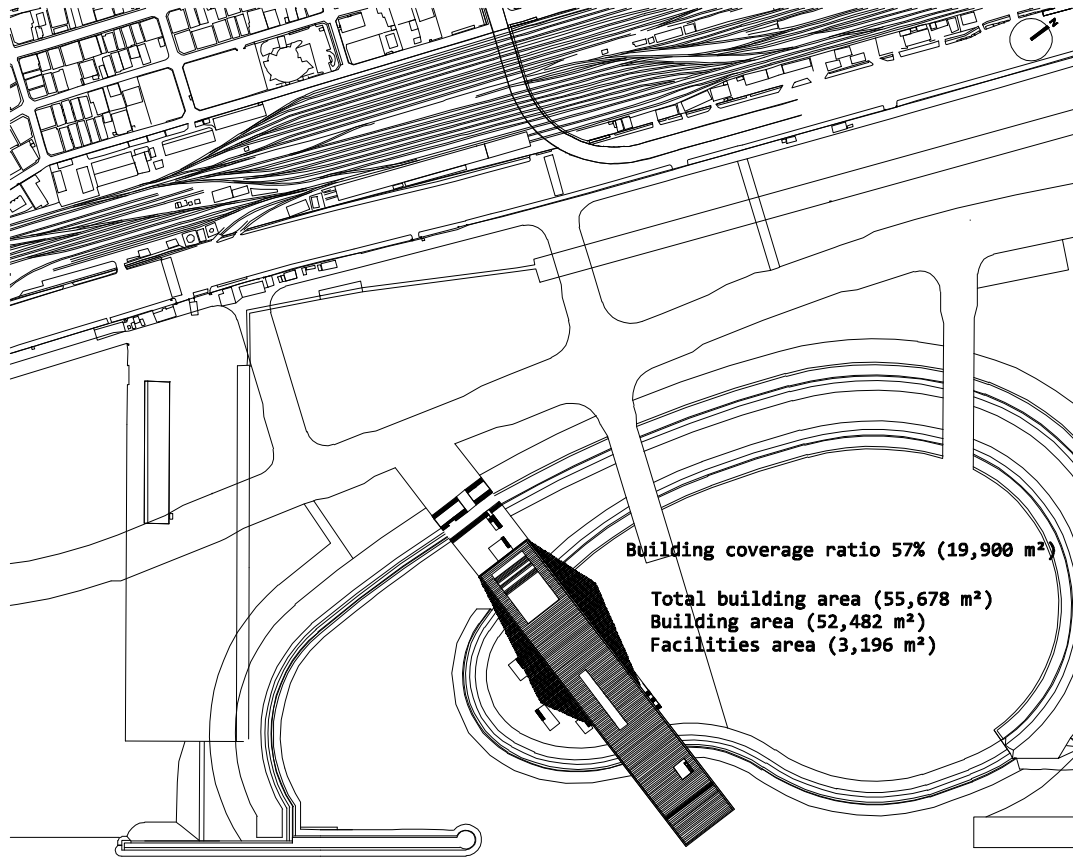 N
Building coverage ratio 57% (19,900 m²)
Total building area (55,678 m²)
Building area (52,482 m²)
Facilities area (3,196 m²)